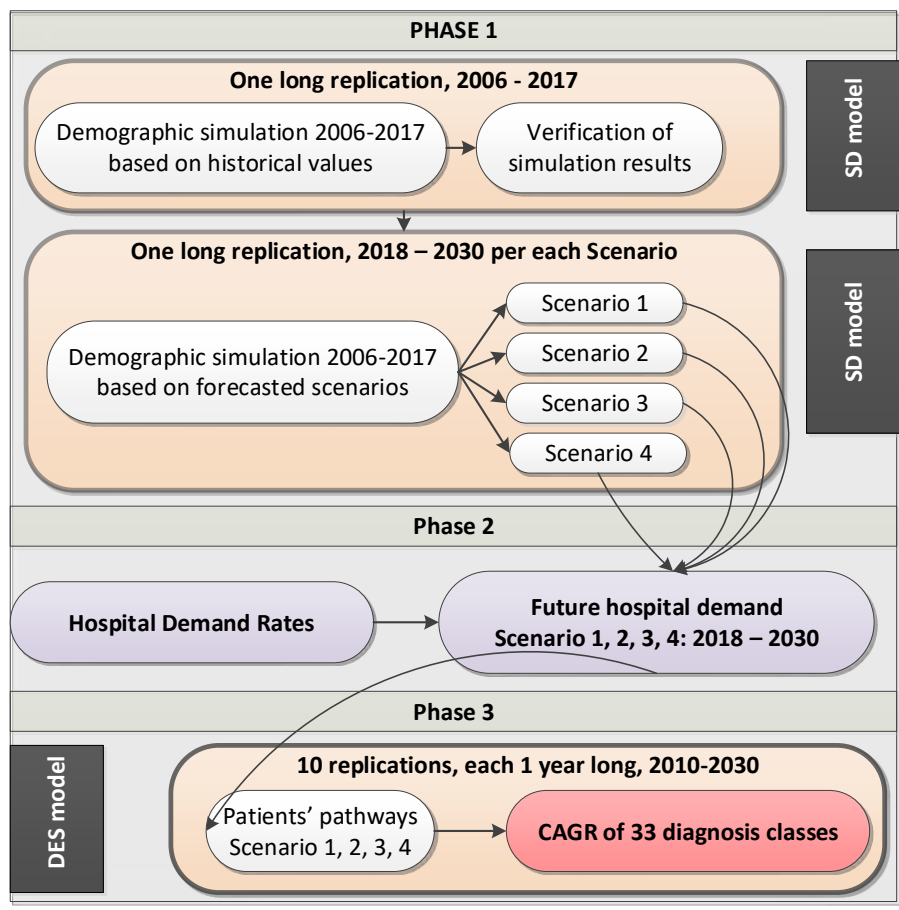 PHASE 1
One long replication, 2006 - 2017
Demographic simulation 2006-2017
based on historical values
Verification of
simulation results
SD model
One long replication, 2018 – 2030 per each Scenario
Demographic simulation 2006-2017
based on forecasted scenarios
Scenario 1
Scenario 2
Scenario 3
Scenario 4
SD model
Phase 2
Hospital Demand Rates
Future hospital demand
Scenario 1, 2, 3, 4: 2018 – 2030
Phase 3
DES model
10 replications, each 1 year long, 2010-2030
Patients’ pathways
Scenario 1, 2, 3, 4
CAGR of 33 diagnosis classes